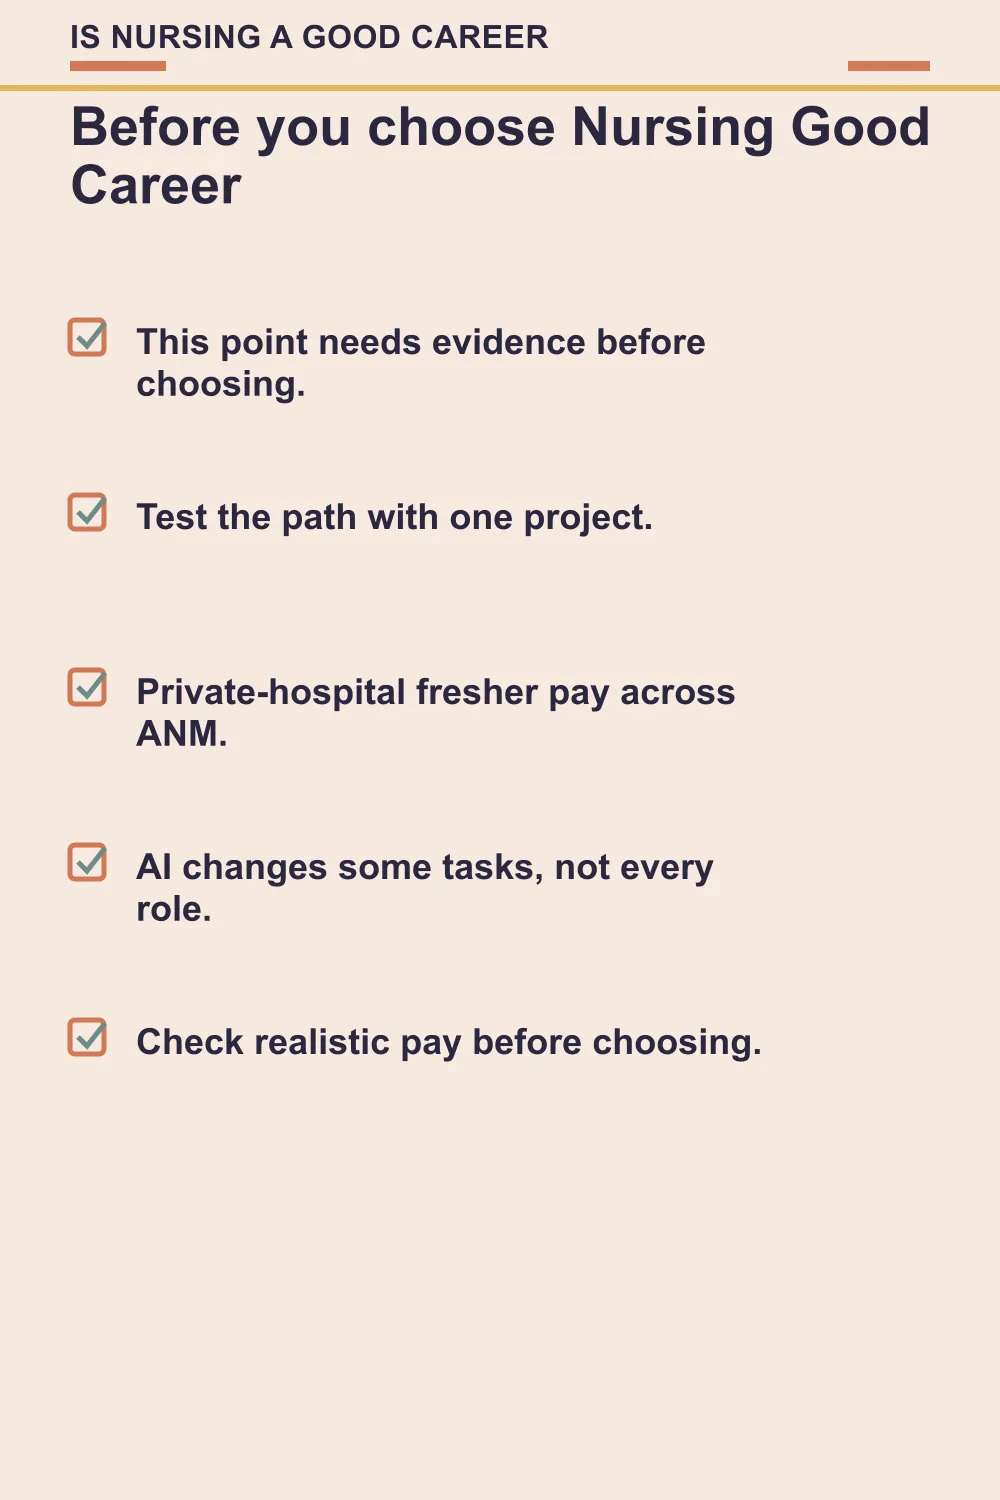 IS NURSING A GOOD CAREER
Before you choose Nursing Good
Career
This point needs evidence before
choosing.
Test the path with one project.
Private-hospital fresher pay across
ANM.
AI changes some tasks, not every
role.
Check realistic pay before choosing.